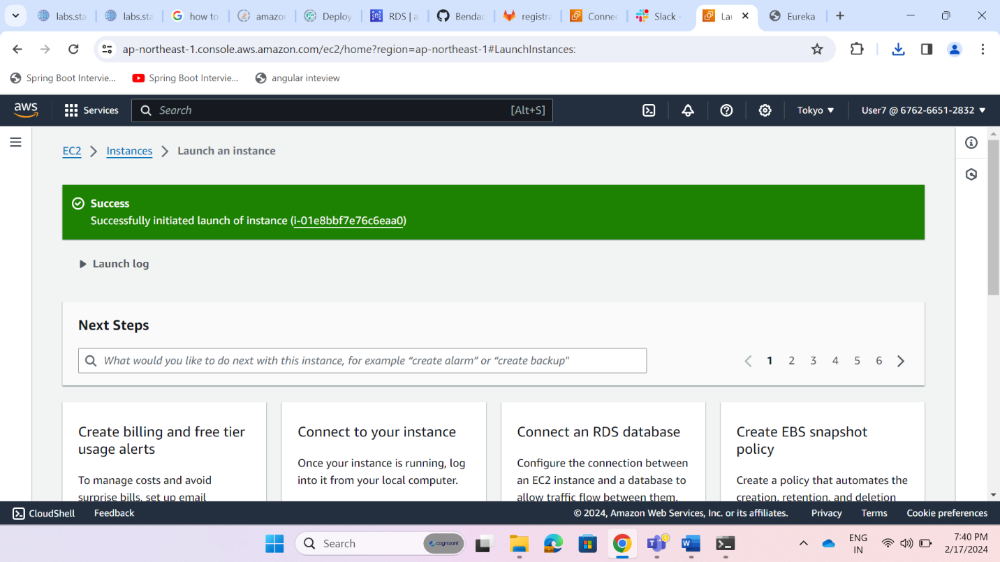 labs.sta
labs.sta
how to
amazon
Deploy
RDS | a
Bendac
registra
Connec
Slack -
Lau
Eureka
ap-northeast-1.console.aws.amazon.com/ec2/home?region=ap-northeast-1#LaunchInstances:
Spring Boot Intervie...
Spring Boot Intervie...
angular inteview
aws
Services
Search
[Alt+S]
Tokyo
User7 @ 6762-6651-2832
EC2
Instances
Launch an instance
Success
Successfully initiated launch of instance (i-01e8bbf7e76c6eaa0)
Launch log
Next Steps
What would you like to do next with this instance, for example “create alarm” or “create backup"
1 2 3 4 5 6
Create billing and free tier
usage alerts
To manage costs and avoid
surprise bills, set up email
Connect to your instance
Once your instance is running, log
into it from your local computer.
Connect an RDS database
Configure the connection between
an EC2 instance and a database to
allow traffic flow between them.
Create EBS snapshot
policy
Create a policy that automates the
creation, retention, and deletion
CloudShell
Feedback
© 2024, Amazon Web Services, Inc. or its affiliates.
Privacy
Terms
Cookie preferences
Search
cognizant
ENG
IN
7:40 PM
2/17/2024